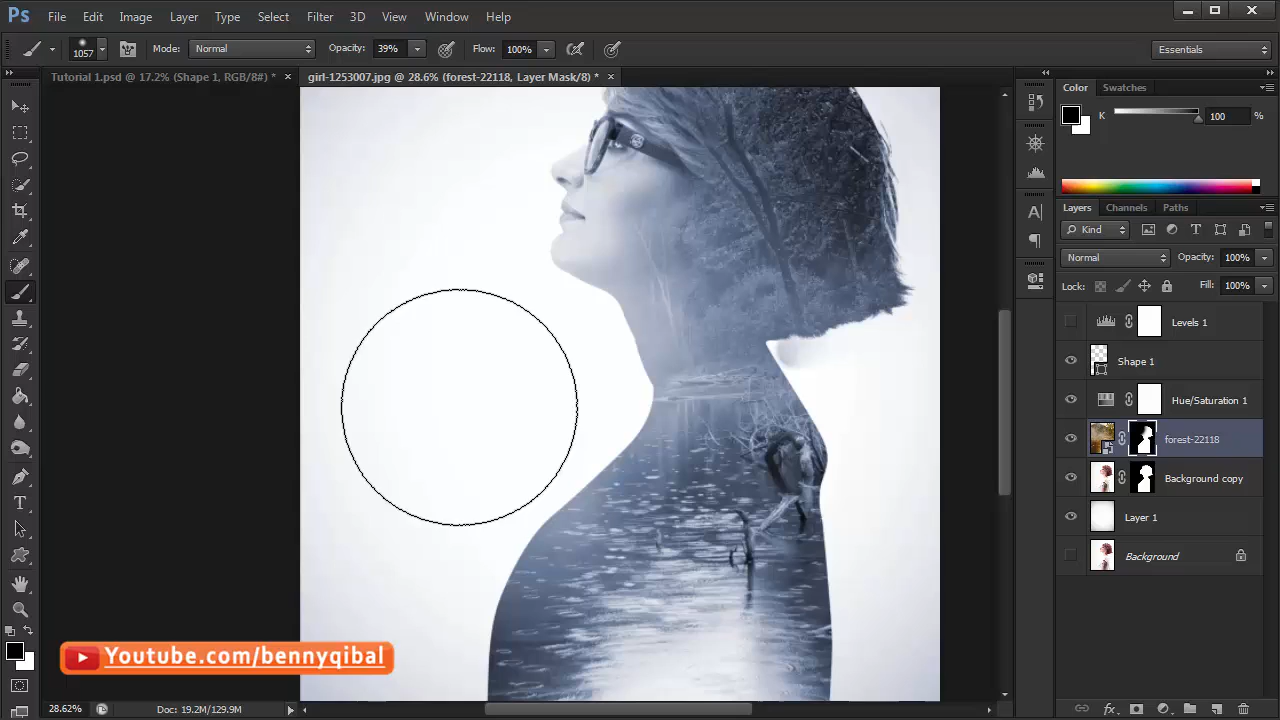 Ps File Edit Image Layer Type Select Filter 3D View Window Help
1057 Mode: Normal Opacity: 39% Flow: 100% Essentials
Tutorial 1.psd @ 17.2% (Shape 1, RGB/8#) * × girl-1253007.jpg @ 28.6% (forest-22118, Layer Mask/8) * ×
Color Swatches
K 100 %
Layers Channels Paths
Kind
Normal Opacity: 100%
Lock: Fill: 100%
Levels 1
Shape 1
Hue/Saturation 1
forest-22118
Background copy
Layer 1
Background
Youtube.com/bennyqibal
28.62% Doc: 19.2M/129.9M